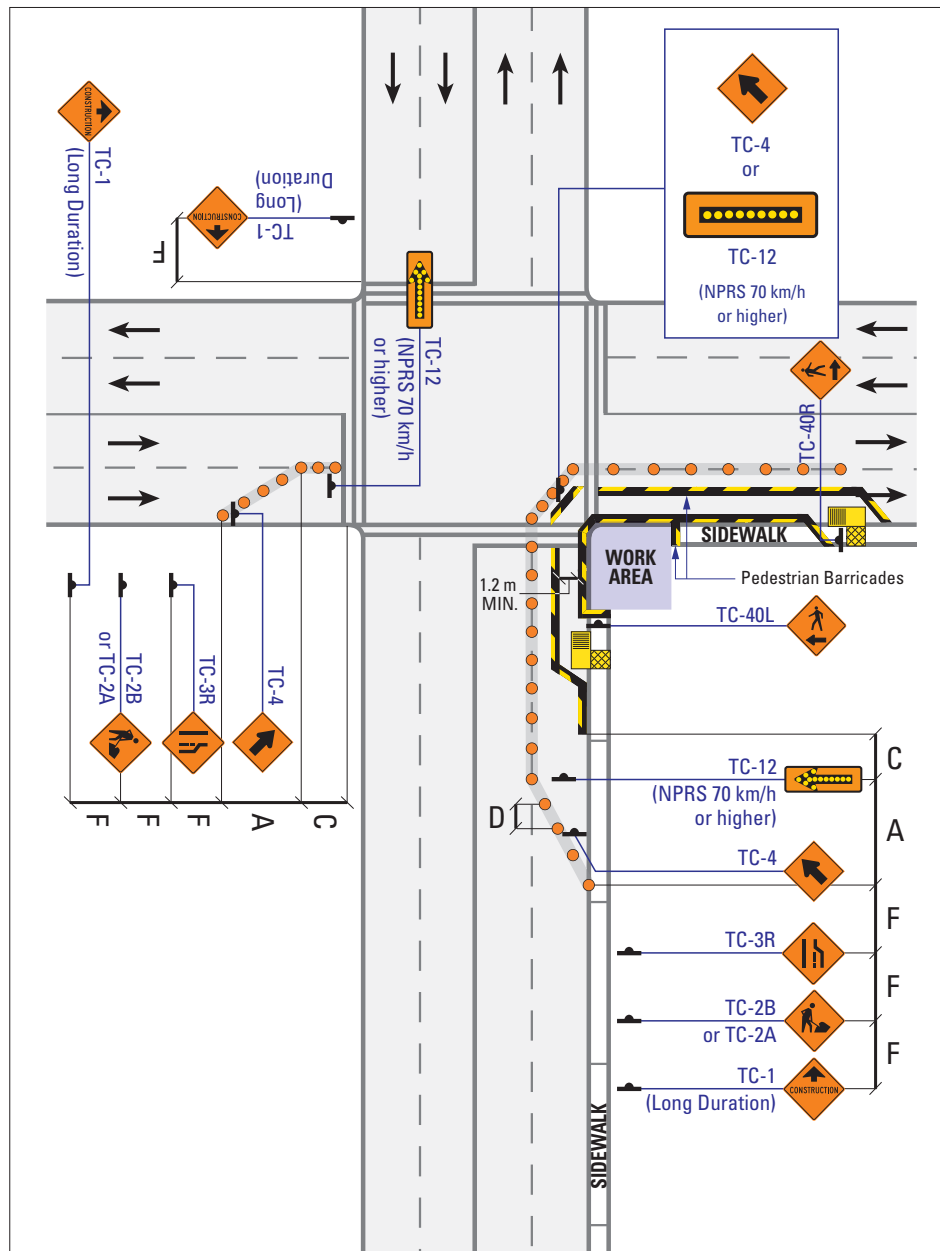 CONSTRUCTION
TC-1
(Long Duration)
CONSTRUCTION
TC-1
(Long
Duration)
F
TC-12
(NPRS 70 km/h
or higher)
TC-4
or
TC-12
(NPRS 70 km/h
or higher)
TC-40R
SIDEWALK
WORK
AREA
1.2 m
MIN.
Pedestrian Barricades
TC-40L
TC-2B
or TC-2A
TC-3R
TC-4
F
F
F
A
C
D
TC-12
(NPRS 70 km/h
or higher)
C
A
TC-4
F
TC-3R
F
TC-2B
or TC-2A
F
TC-1
(Long Duration)
CONSTRUCTION
SIDEWALK